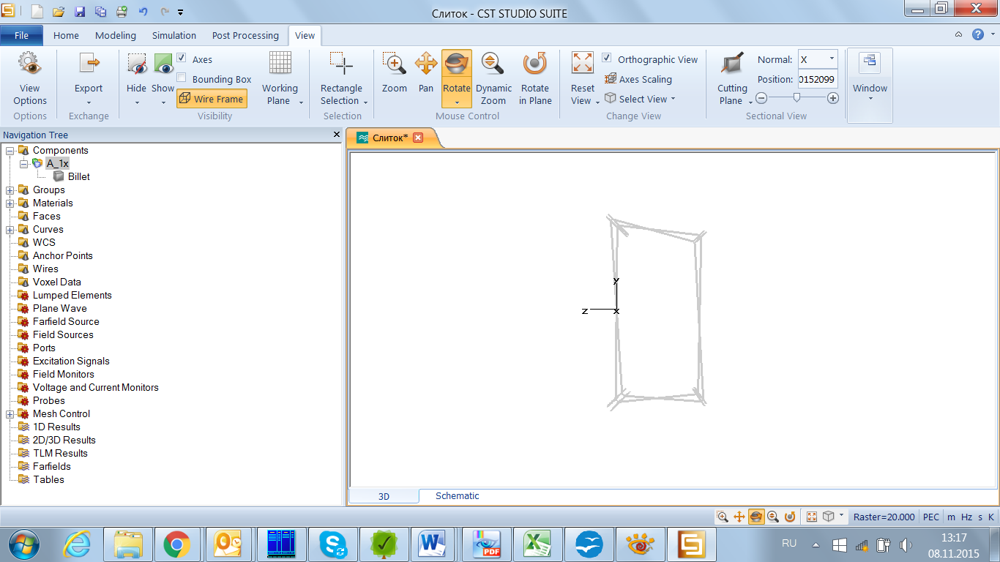 Слиток - CST STUDIO SUITE
File Home Modeling Simulation Post Processing View
View Options
Options
Export
Exchange
Hide Show
Axes
Bounding Box
Wire Frame
Working Plane
Visibility
Rectangle Selection
Selection
Zoom Pan Rotate Dynamic Zoom Rotate in Plane
Mouse Control
Reset View
Orthographic View
Axes Scaling
Select View
Change View
Cutting Plane
Normal: X
Position: 0152099
Sectional View
Window
Navigation Tree
Components
A_1x
Billet
Groups
Materials
Faces
Curves
WCS
Anchor Points
Wires
Voxel Data
Lumped Elements
Plane Wave
Farfield Source
Field Sources
Ports
Excitation Signals
Field Monitors
Voltage and Current Monitors
Probes
Mesh Control
1D Results
2D/3D Results
TLM Results
Farfields
Tables
Слиток*
y
z x
3D Schematic
Raster=20.000 PEC m Hz s K
PDF
RU
13:17
08.11.2015